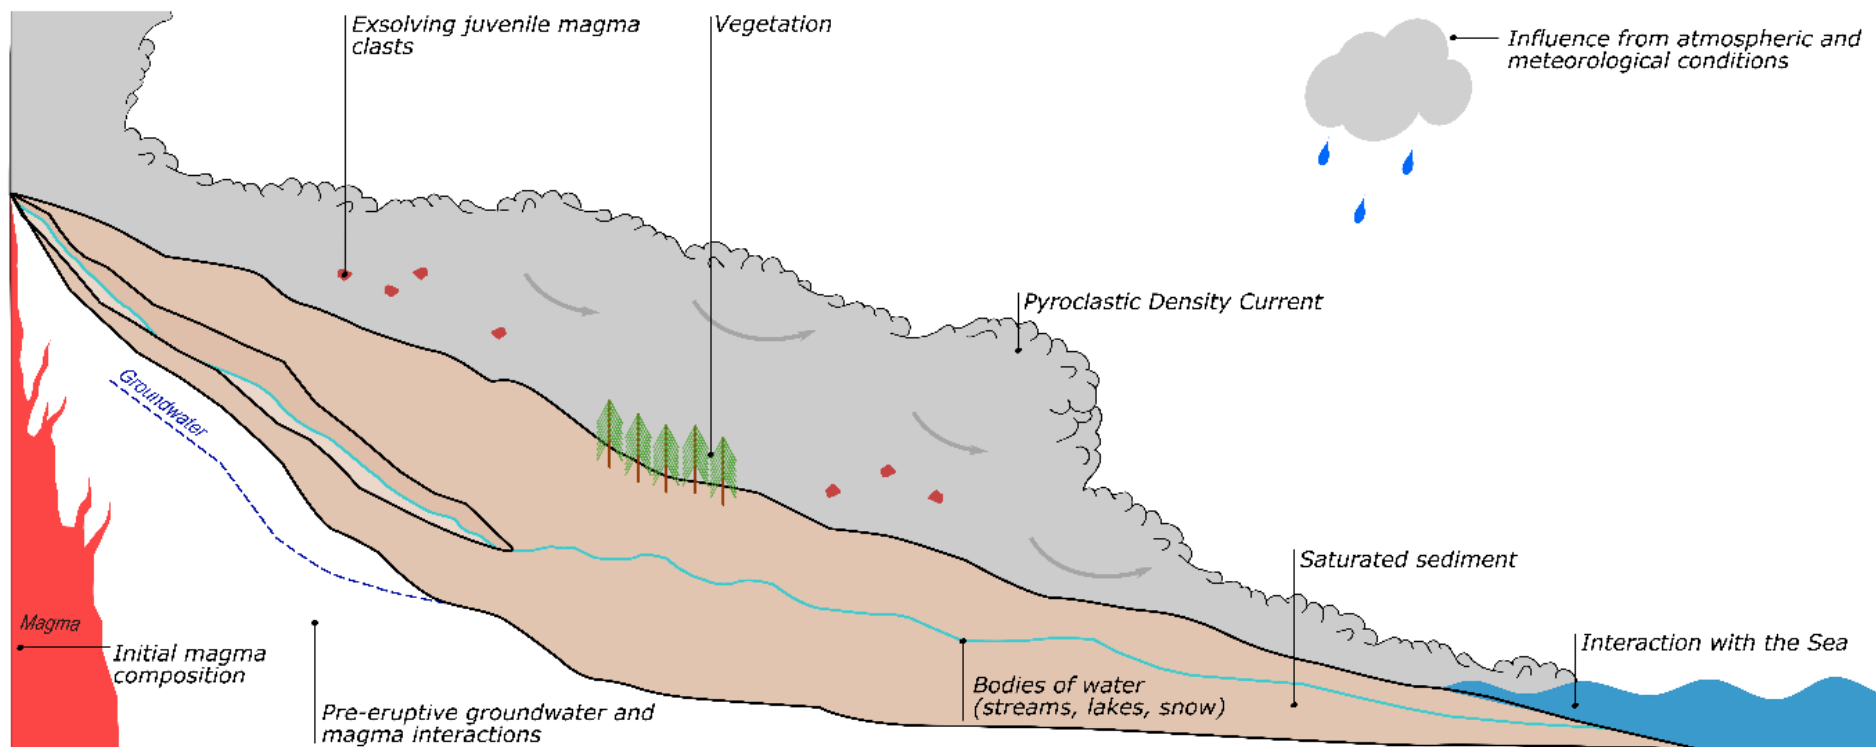 Exsolving juvenile magma
clasts
Vegetation
Influence from atmospheric and
meteorological conditions
Pyroclastic Density Current
Groundwater
Saturated sediment
Magma
Initial magma
composition
Interaction with the Sea
Bodies of water
(streams, lakes, snow)
Pre-eruptive groundwater and
magma interactions